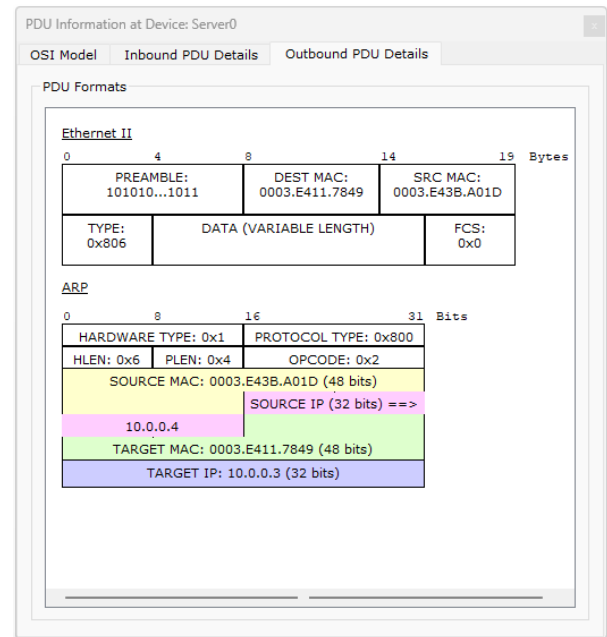 PDU Information at Device: Server0
x
OSI Model Inbound PDU Details Outbound PDU Details
PDU Formats
Ethernet II
0 4 8 14 19 Bytes
PREAMBLE: DEST MAC: SRC MAC:
101010...1011 0003.E411.7849 0003.E43B.A01D
TYPE: DATA (VARIABLE LENGTH) FCS:
0x806 0x0
ARP
0 8 16 31 Bits
HARDWARE TYPE: 0x1 PROTOCOL TYPE: 0x800
HLEN: 0x6 PLEN: 0x4 OPCODE: 0x2
SOURCE MAC: 0003.E43B.A01D (48 bits)
SOURCE IP (32 bits) ==>
10.0.0.4
TARGET MAC: 0003.E411.7849 (48 bits)
TARGET IP: 10.0.0.3 (32 bits)